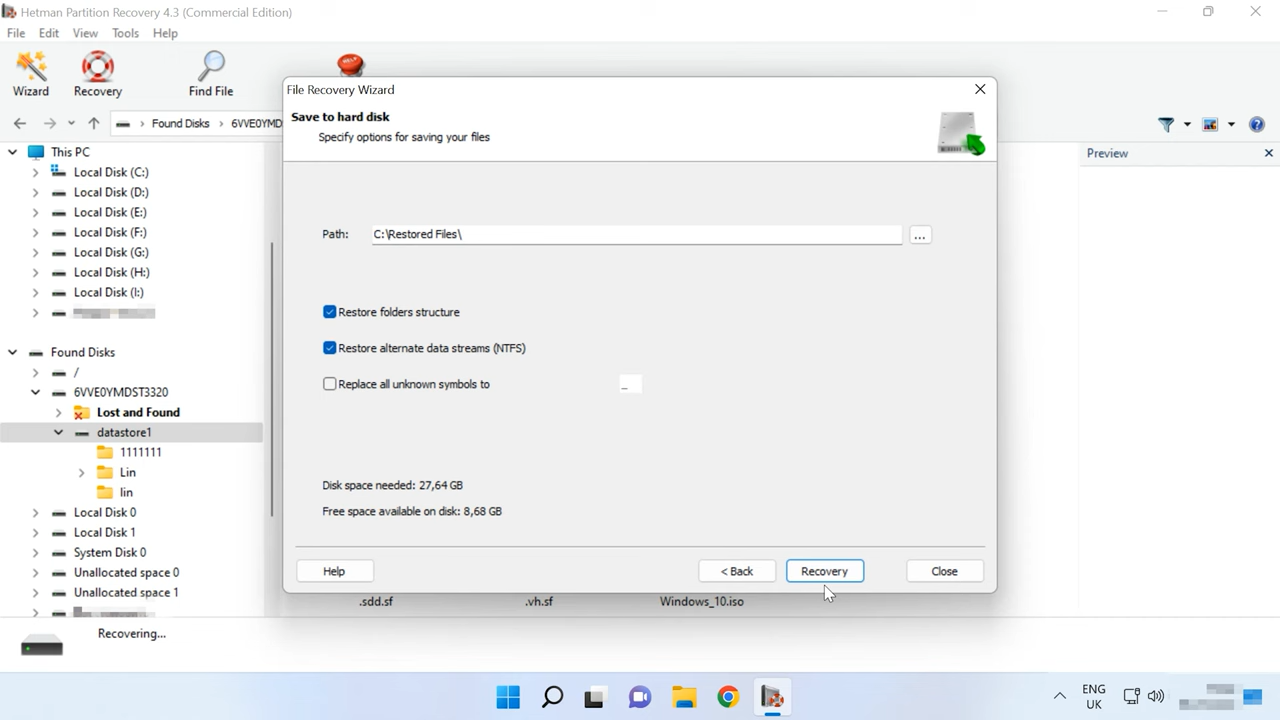 Hetman Partition Recovery 4.3 (Commercial Edition)
File Edit View Tools Help
HELP
Wizard Recovery Find File
Found Disks 6VVE0YMD
This PC
Local Disk (C:)
Local Disk (D:)
Local Disk (E:)
Local Disk (F:)
Local Disk (G:)
Local Disk (H:)
Local Disk (I:)
Found Disks
/
6VVE0YMDST3320
Lost and Found
datastore1
1111111
Lin
lin
Local Disk 0
Local Disk 1
System Disk 0
Unallocated space 0
Unallocated space 1
File Recovery Wizard
Save to hard disk
Specify options for saving your files
Path: C:\Restored Files\ ...
Restore folders structure
Restore alternate data streams (NTFS)
Replace all unknown symbols to _
Disk space needed: 27,64 GB
Free space available on disk: 8,68 GB
Help < Back Recovery Close
.sdd.sf .vh.sf Windows_10.iso
Preview
Recovering...
ENG
UK